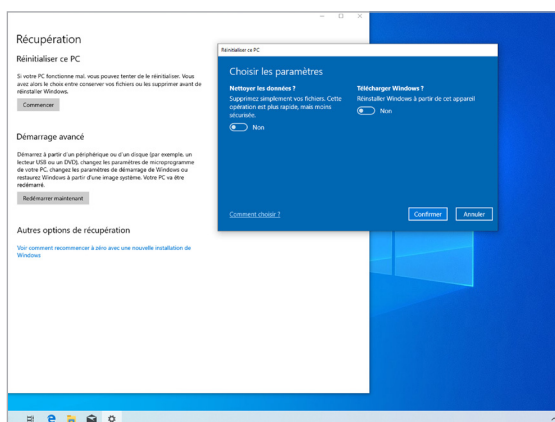 Récupération
Réinitialiser ce PC
Si votre PC fonctionne mal, vous pouvez tenter de le réinitialiser. Vous
avez alors le choix entre conserver vos fichiers ou les supprimer avant de
réinstaller Windows.
Commencer
Démarrage avancé
Démarrez à partir d'un périphérique ou d'un disque (par exemple, un
lecteur USB ou un DVD), changez les paramètres de microprogramme
de votre PC, changez les paramètres de démarrage de Windows ou
restaurez Windows à partir d'une image système. Votre PC va être
redémarré.
Redémarrer maintenant
Autres options de récupération
Voir comment recommencer à zéro avec une nouvelle installation de
Windows
Réinitialiser ce PC
Choisir les paramètres
Nettoyer les données ?
Supprimez simplement vos fichiers. Cette
opération est plus rapide, mais moins
sécurisée.
Non
Télécharger Windows ?
Réinstaller Windows à partir de cet appareil
Non
Comment choisir ?
Confirmer
Annuler